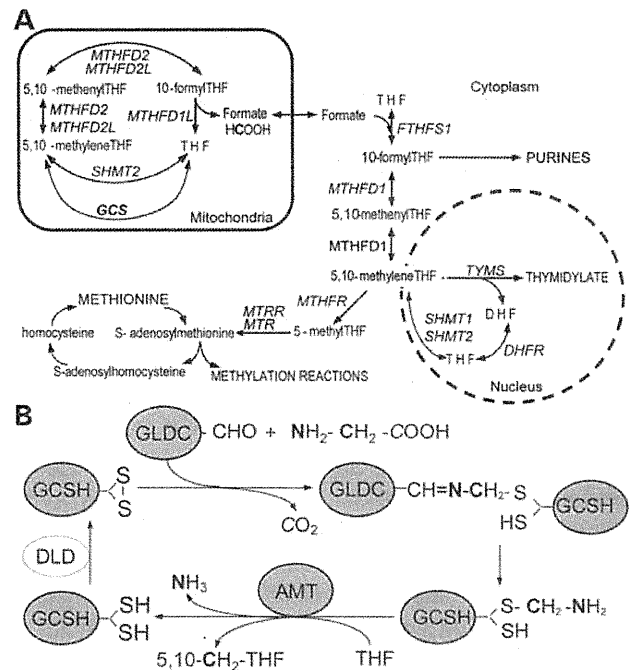 A
MTHFD2
MTHFD2L
5,10 -methenylTHF 10-formylTHF
MTHFD2
MTHFD2L
MTHFD1L
Formate
HCOOH
5,10 -methyleneTHF THF
SHMT2
GCS
Mitochondria
Cytoplasm
THF
Formate
FTHFS1
10-formylTHF PURINES
MTHFD1
5,10-methenylTHF
MTHFD1
5,10-methyleneTHF TYMS THYMIDYLATE
DHF
SHMT1
SHMT2
THF
DHFR
Nucleus
MTHFR
5-methylTHF
MTRR
MTR
METHIONINE
homocysteine S- adenosylmethionine
S-adenosylhomocysteine METHYLATION REACTIONS
B
GLDC -CHO + NH2-CH2-COOH
GCSH S
S
CO2
GLDC -CH=N-CH2-S
HS
GCSH
DLD
NH3
AMT
GCSH SH
SH
GCSH S-CH2-NH2
SH
5,10-CH2-THF THF